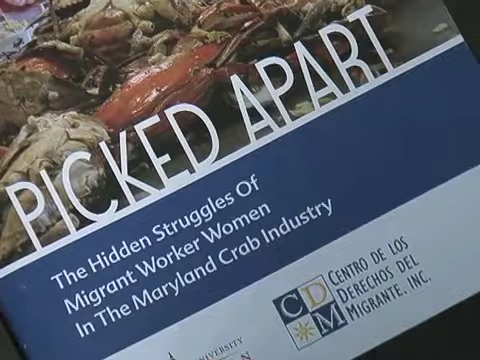 PICKED APART
The Hidden Struggles Of
Migrant Worker Women
In The Maryland Crab Industry
CDM
CENTRO DE LOS
DERECHOS DEL
MIGRANTE, INC.